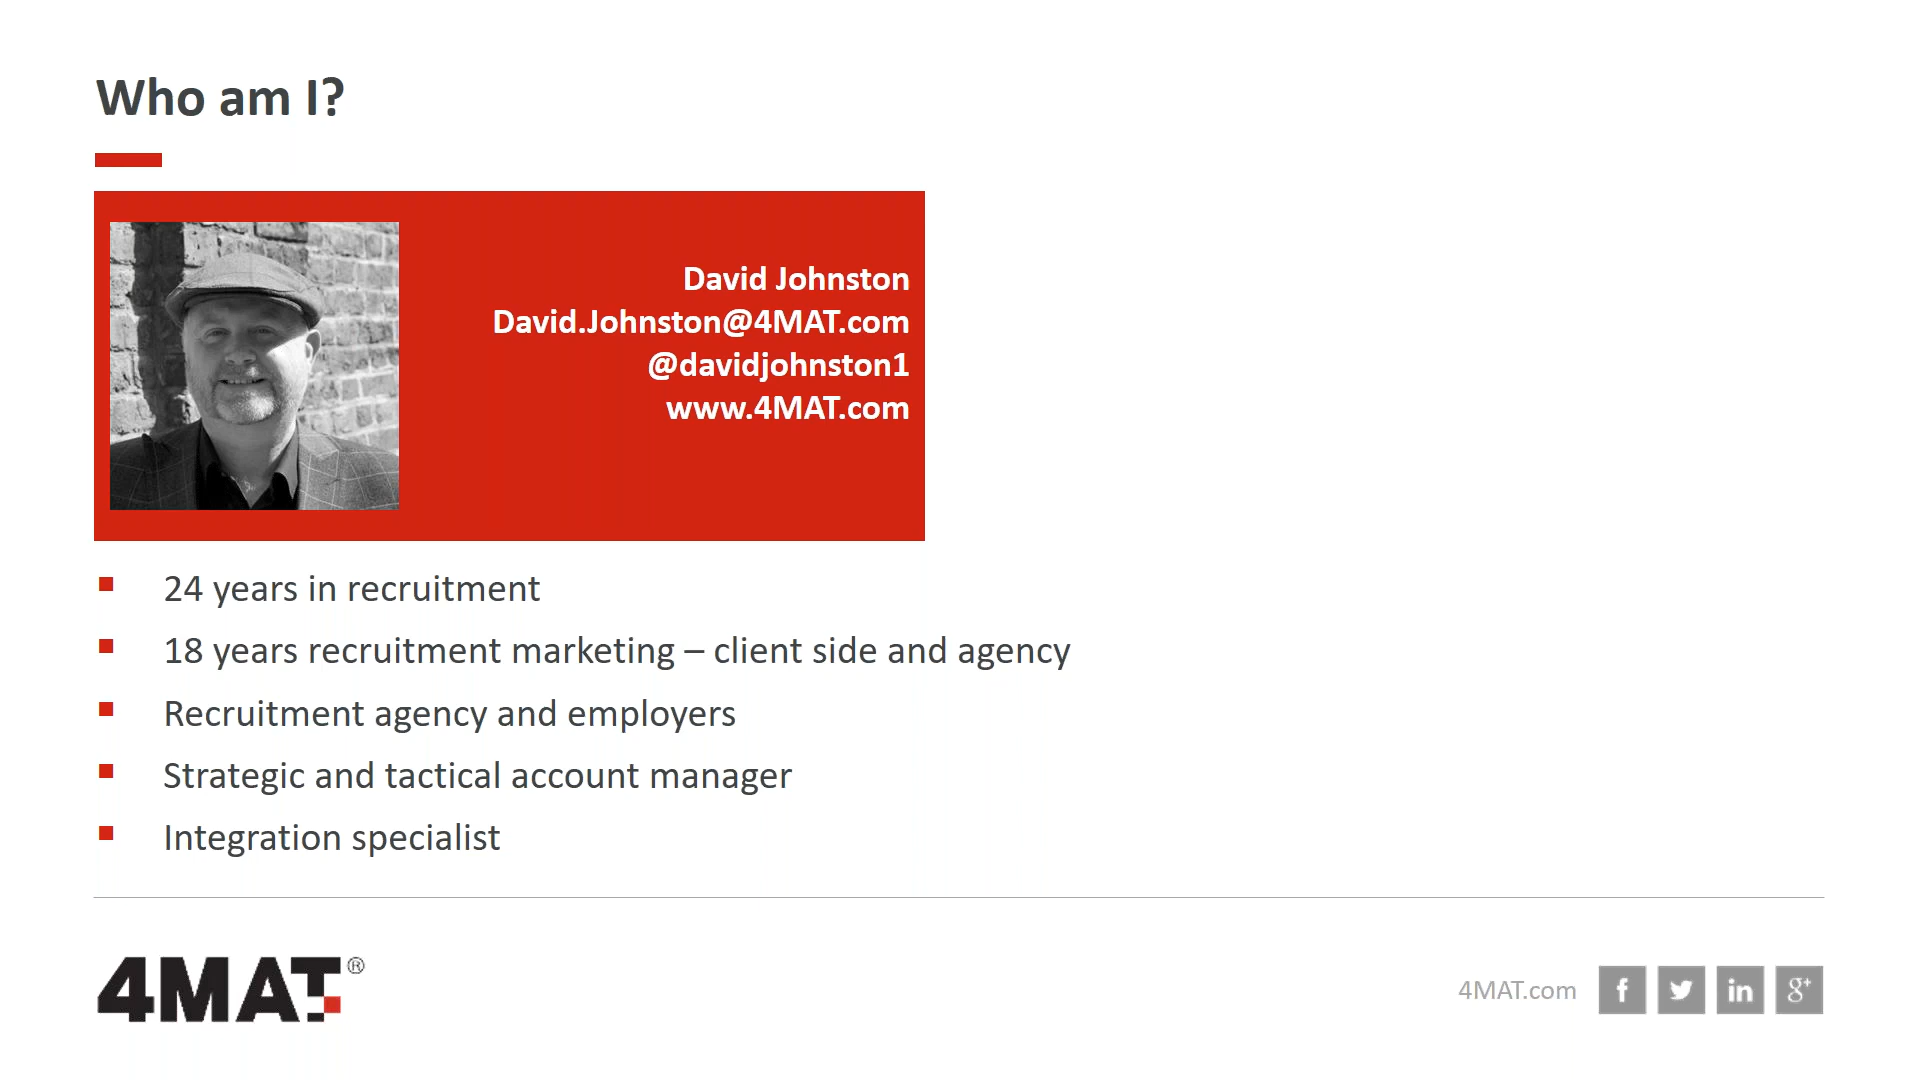 Who am I?
David Johnston
David.Johnston@4MAT.com
@davidjohnston1
www.4MAT.com
24 years in recruitment
18 years recruitment marketing – client side and agency
Recruitment agency and employers
Strategic and tactical account manager
Integration specialist
4MAT®
4MAT.com f in g+